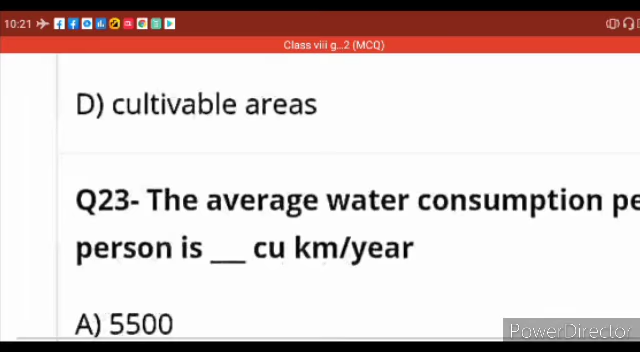 10:21
Class viii g...2 (MCQ)
D) cultivable areas
Q23- The average water consumption pe
person is ___ cu km/year
A) 5500
PowerDirector